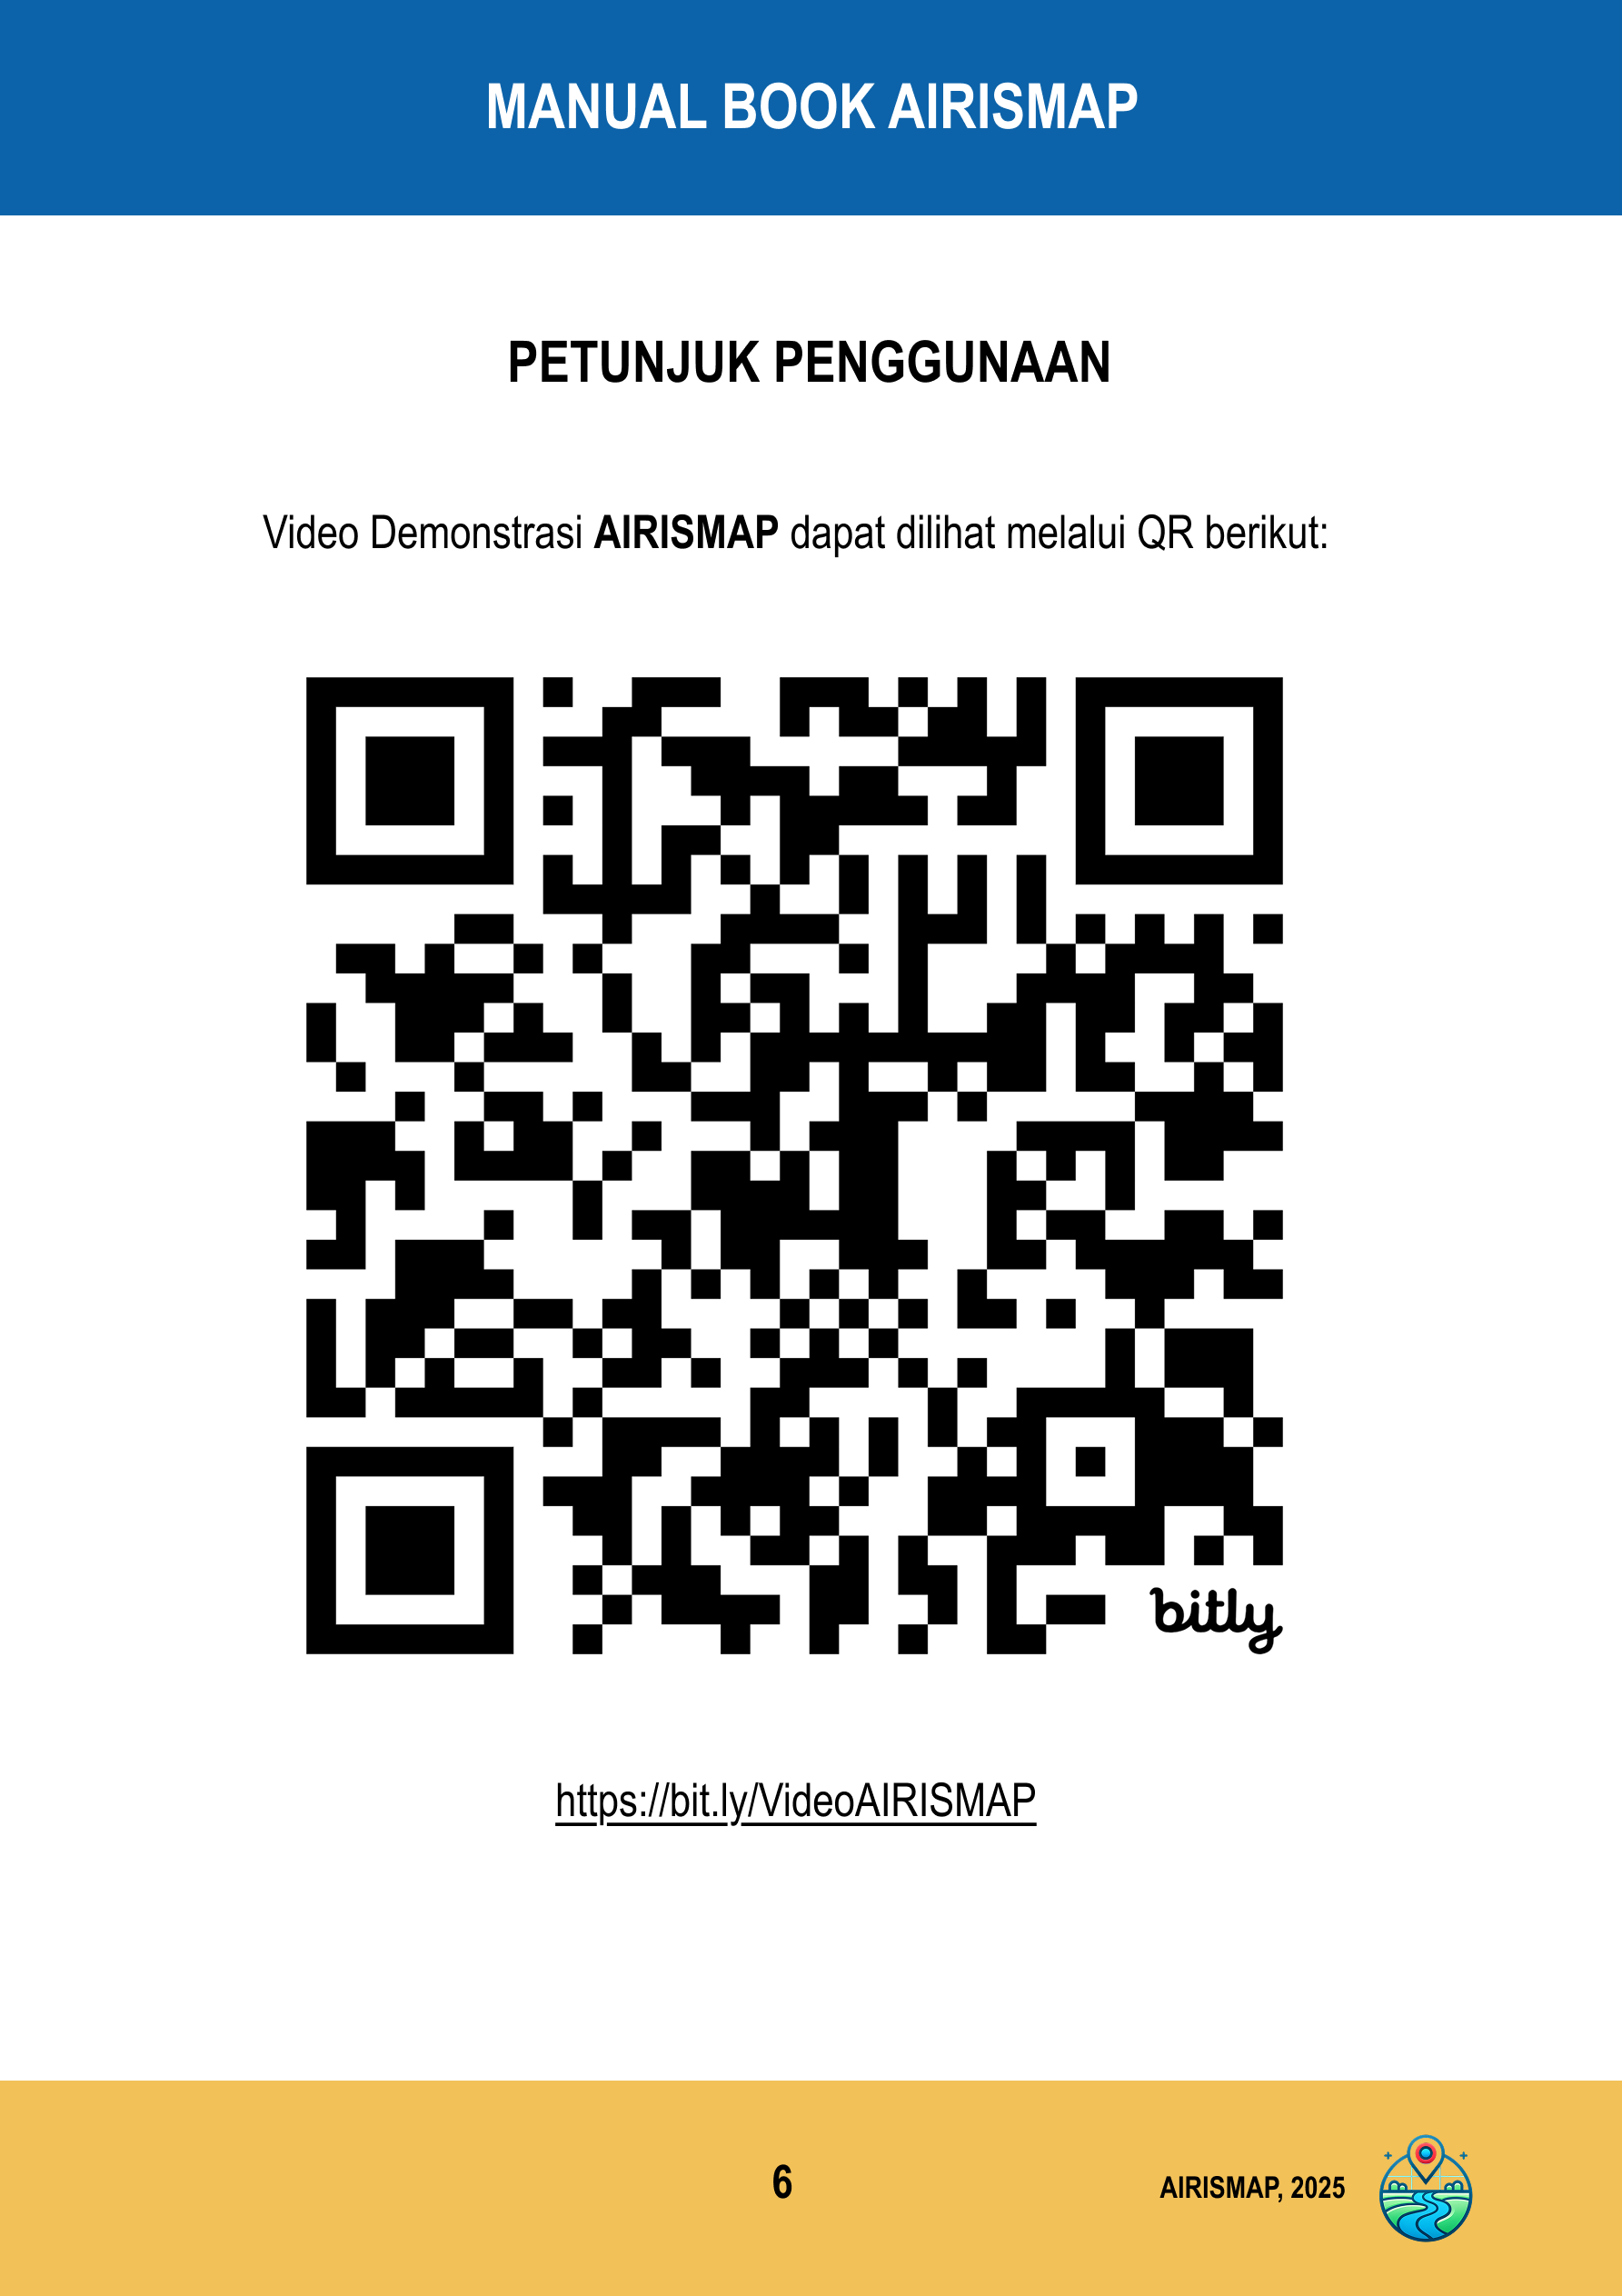 MANUAL BOOK AIRISMAP
PETUNJUK PENGGUNAAN
Video Demonstrasi AIRISMAP dapat dilihat melalui QR berikut:
bitly
https://bit.ly/VideoAIRISMAP
6
AIRISMAP, 2025